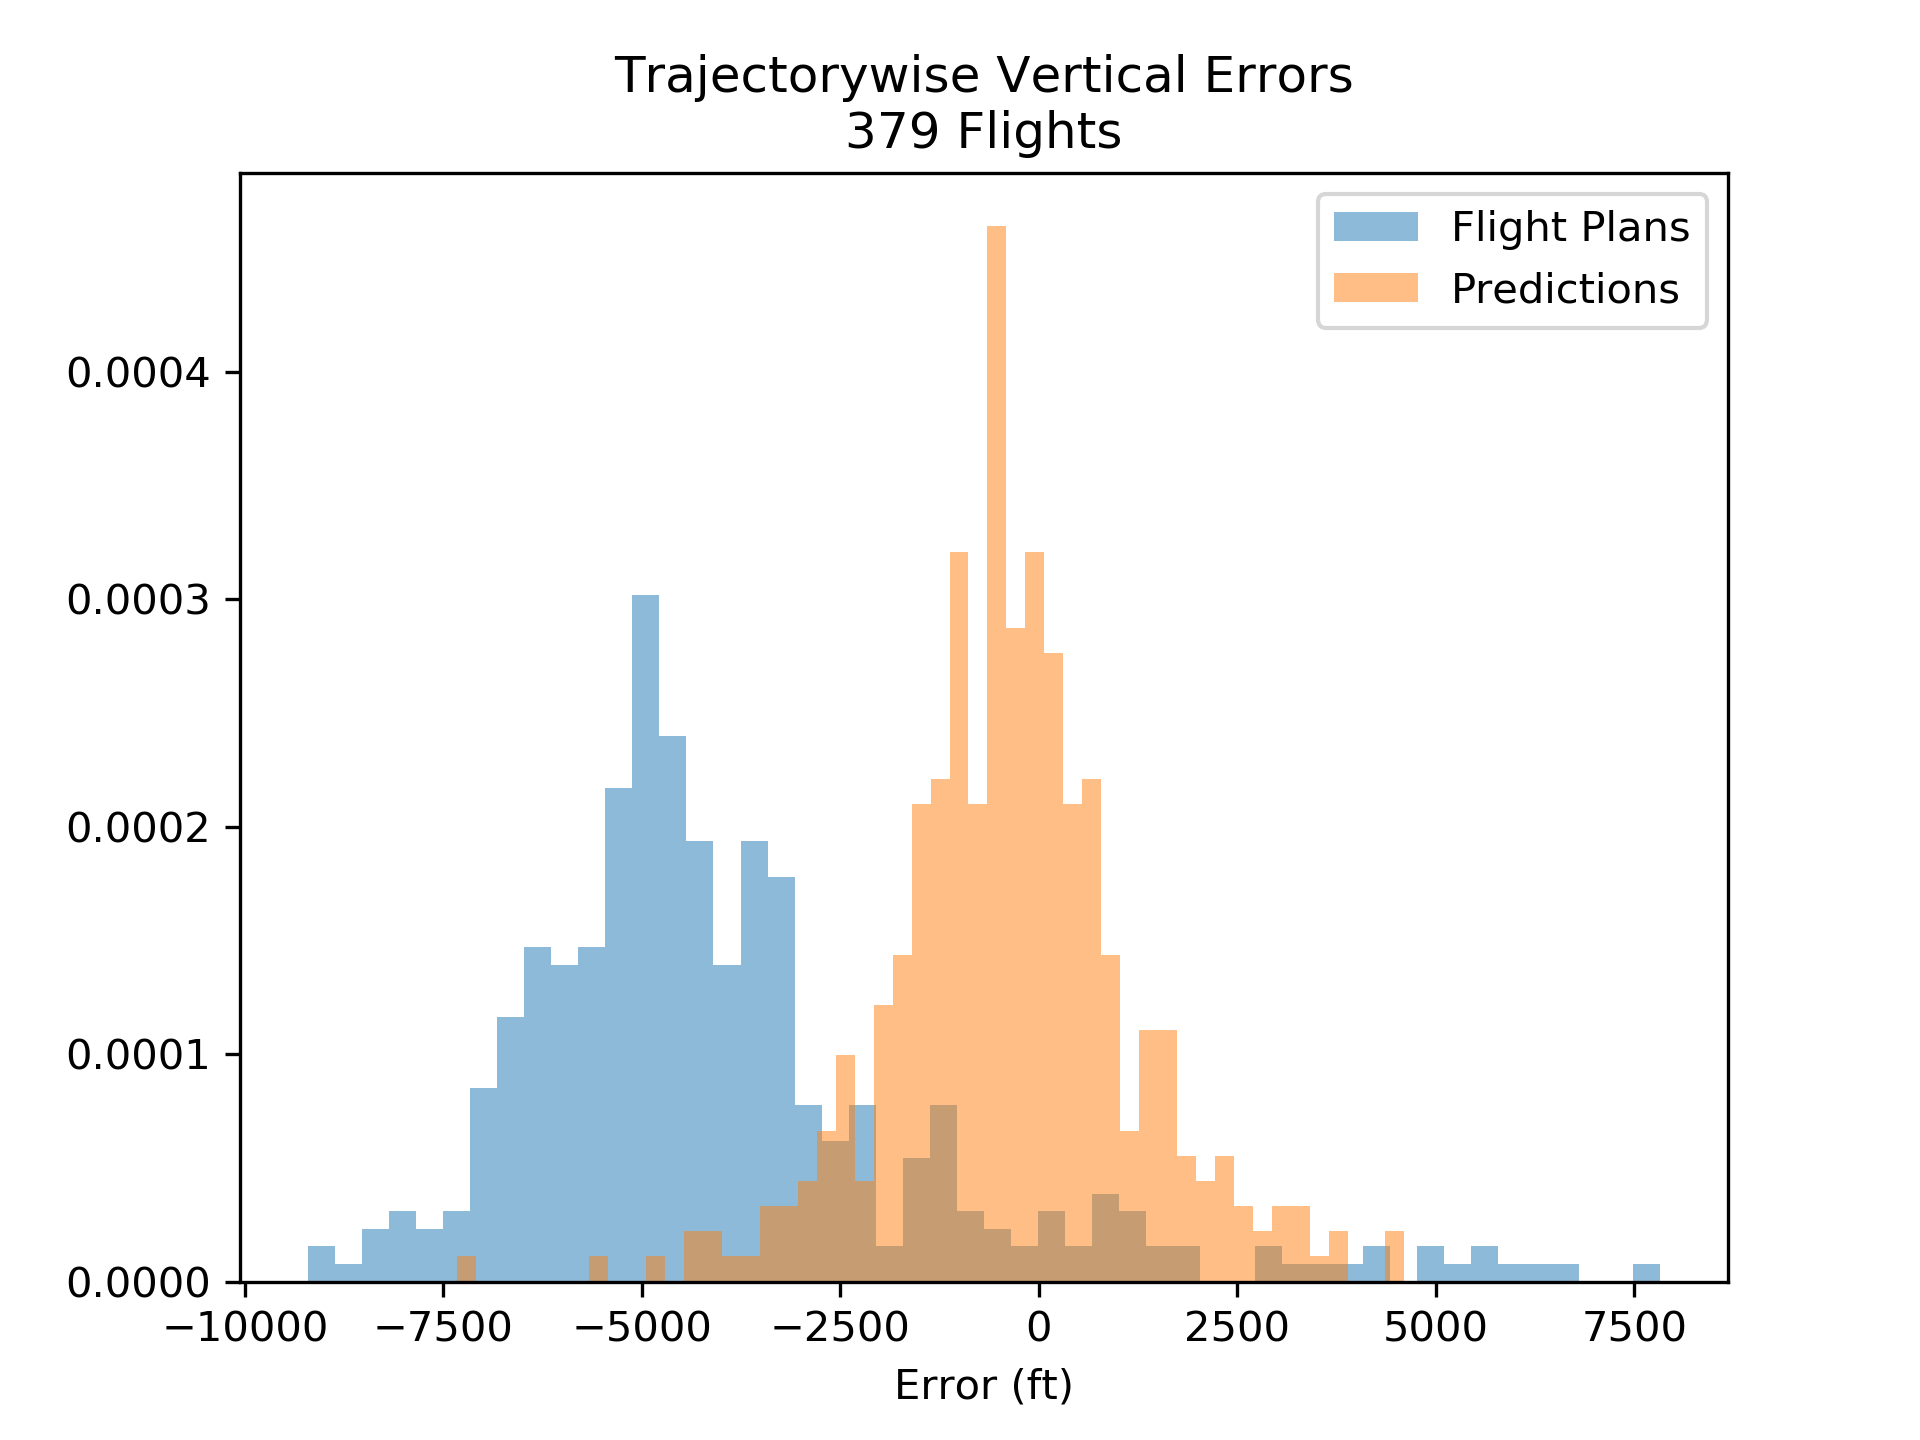 Trajectorywise Vertical Errors
379 Flights
Flight Plans
Predictions
0.0004
0.0003
0.0002
0.0001
0.0000
−10000 −7500 −5000 −2500 0 2500 5000 7500
Error (ft)